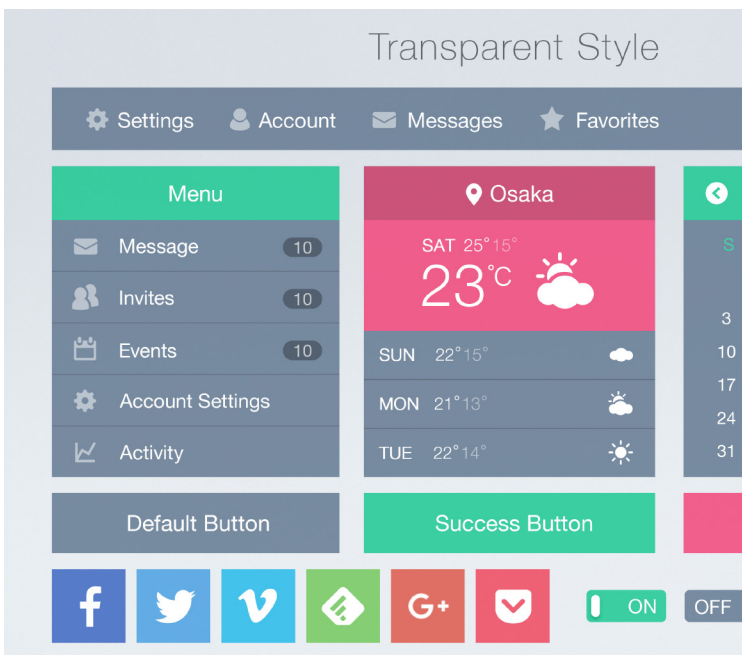 Transparent Style
Settings Account Messages Favorites
Menu
Message 10
Invites 10
Events 10
Account Settings
Activity
Osaka
SAT 25° 15°
23°C
SUN 22° 15°
MON 21° 13°
TUE 22° 14°
S
3
10
17
24
31
Default Button
Success Button
f
G+
ON
OFF